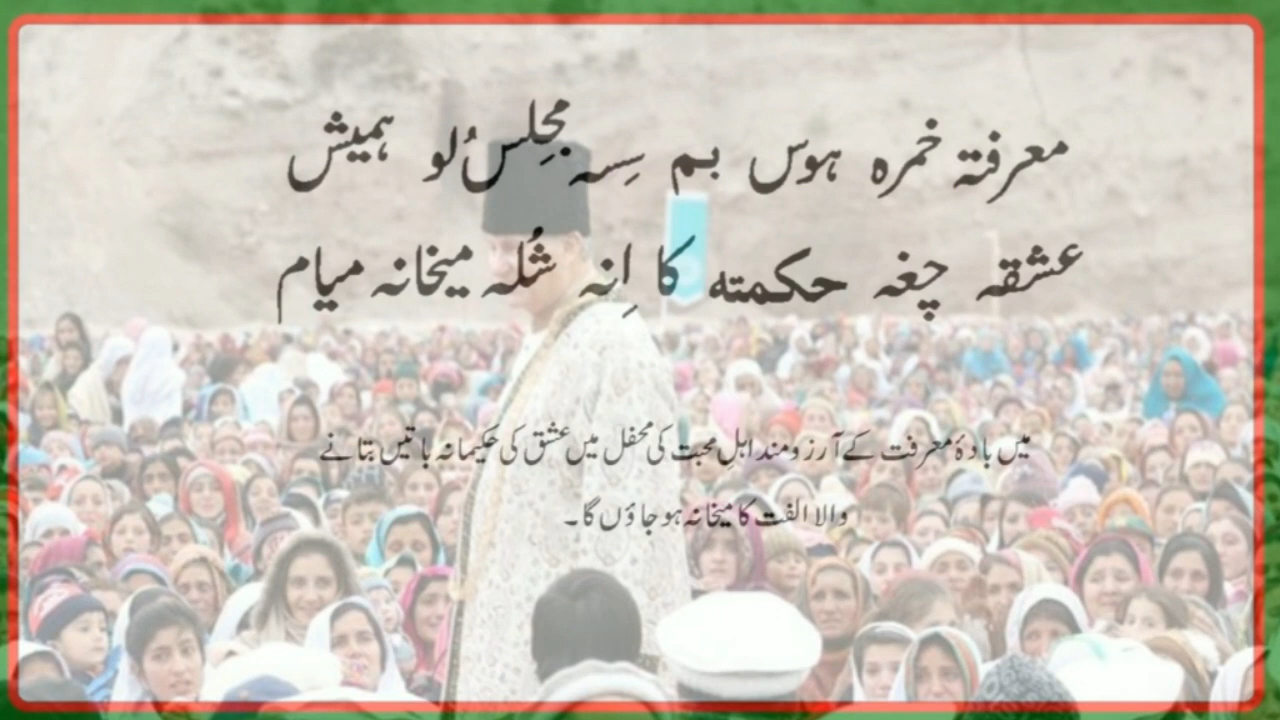 معرفتہ خمرہ ہوس بم سِہ مجلِس‌ُلو ہمیش
عشقہ چغہ حکمتہ کا اِنہ شُلہ میخانہ میام
میں بادۂ معرفت کے آرزومند اہلِ محبت کی محفل میں عشق کی حکیمانہ باتیں بتانے
والا الفت کا میخانہ ہو جاؤں گا۔